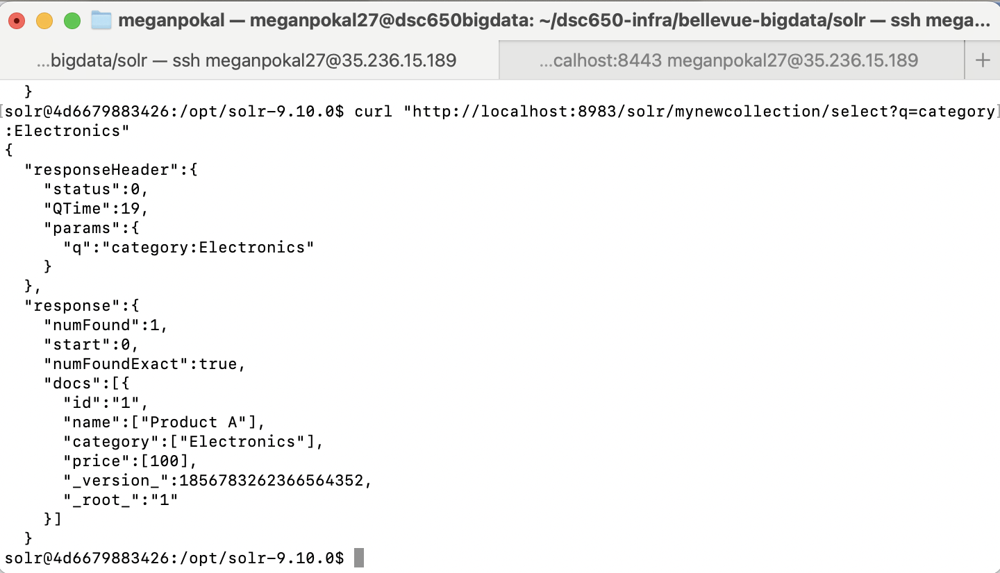 meganpokal — meganpokal27@dsc650bigdata: ~/dsc650-infra/bellevue-bigdata/solr — ssh mega...
...bigdata/solr — ssh meganpokal27@35.236.15.189
...calhost:8443 meganpokal27@35.236.15.189
+
  }
[solr@4d6679883426:/opt/solr-9.10.0$ curl "http://localhost:8983/solr/mynewcollection/select?q=category]
:Electronics"
{
  "responseHeader":{
    "status":0,
    "QTime":19,
    "params":{
      "q":"category:Electronics"
    }
  },
  "response":{
    "numFound":1,
    "start":0,
    "numFoundExact":true,
    "docs":[{
      "id":"1",
      "name":["Product A"],
      "category":["Electronics"],
      "price":[100],
      "_version_":1856783262366564352,
      "_root_":"1"
    }]
  }
solr@4d6679883426:/opt/solr-9.10.0$